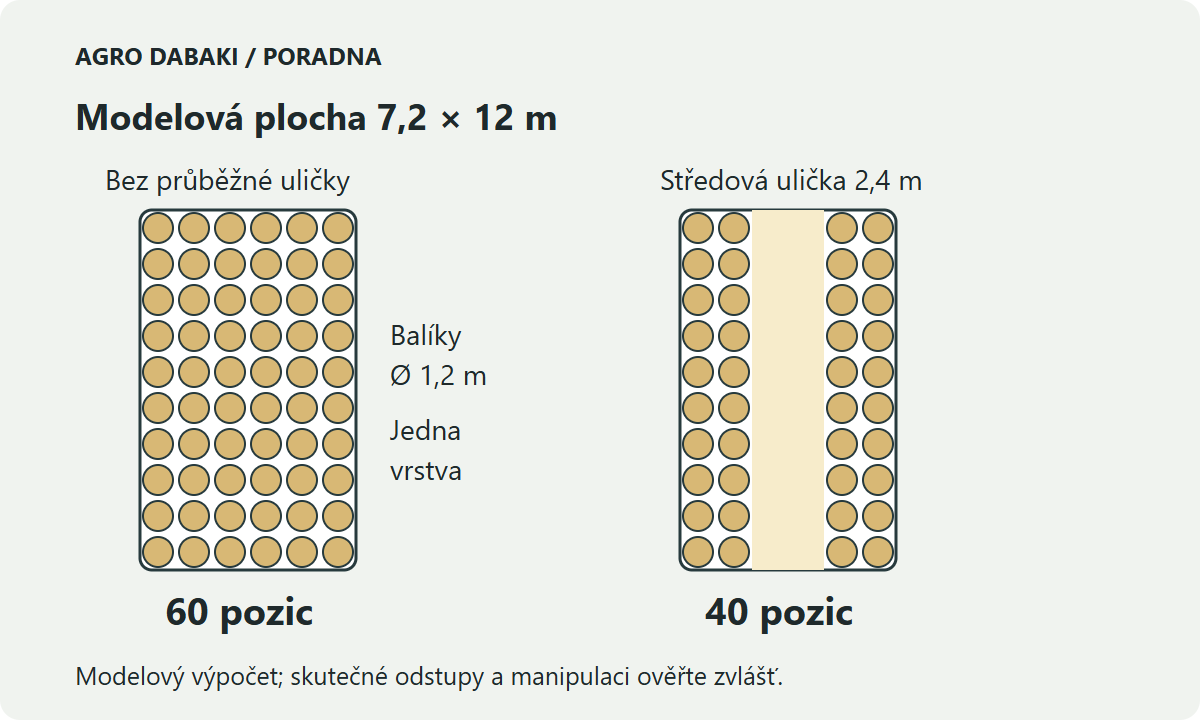 AGRO DABAKI / PORADNA
Modelová plocha 7,2 × 12 m
Bez průběžné uličky
Středová ulička 2,4 m
Balíky
Ø 1,2 m
Jedna
vrstva
60 pozic
40 pozic
Modelový výpočet; skutečné odstupy a manipulaci ověřte zvlášť.